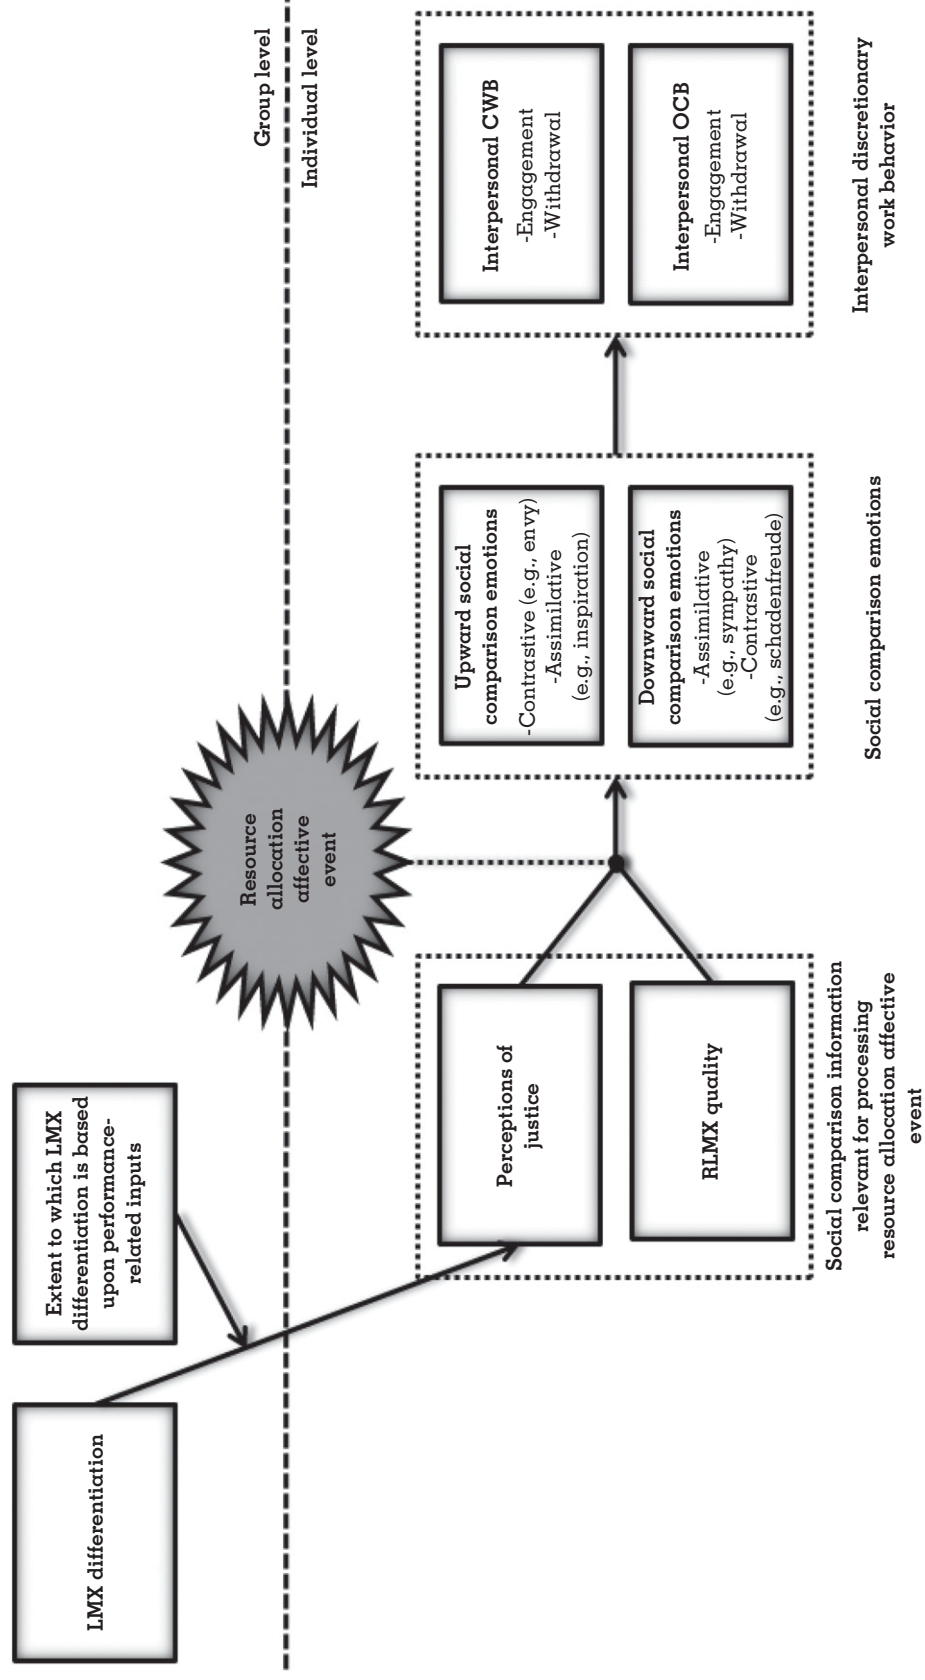 LMX differentiation
Extent to which LMX
differentiation is based
upon performance-
related inputs
Group level
Individual level
Resource
allocation
affective
event
Perceptions of
justice
RLMX quality
Social comparison information
relevant for processing
resource allocation affective
event
Upward social
comparison emotions
-Contrastive (e.g., envy)
-Assimilative
(e.g., inspiration)
Downward social
comparison emotions
-Assimilative
(e.g., sympathy)
-Contrastive
(e.g., schadenfreude)
Social comparison emotions
Interpersonal CWB
-Engagement
-Withdrawal
Interpersonal OCB
-Engagement
-Withdrawal
Interpersonal discretionary
work behavior